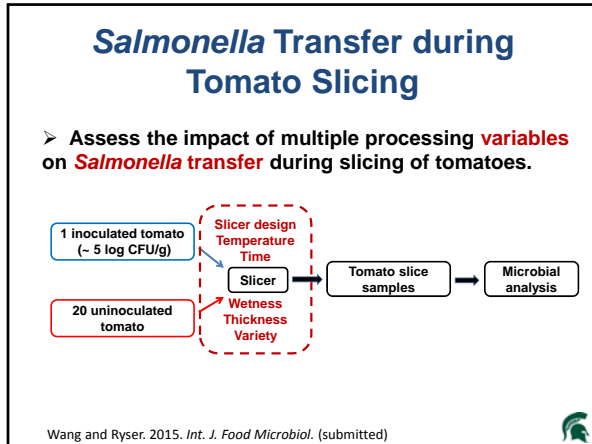 Salmonella Transfer during
Tomato Slicing
➢ Assess the impact of multiple processing variables
on Salmonella transfer during slicing of tomatoes.
1 inoculated tomato
(~ 5 log CFU/g)
20 uninoculated
tomato
Slicer design
Temperature
Time
Slicer
Wetness
Thickness
Variety
Tomato slice
samples
Microbial
analysis
Wang and Ryser. 2015. Int. J. Food Microbiol. (submitted)